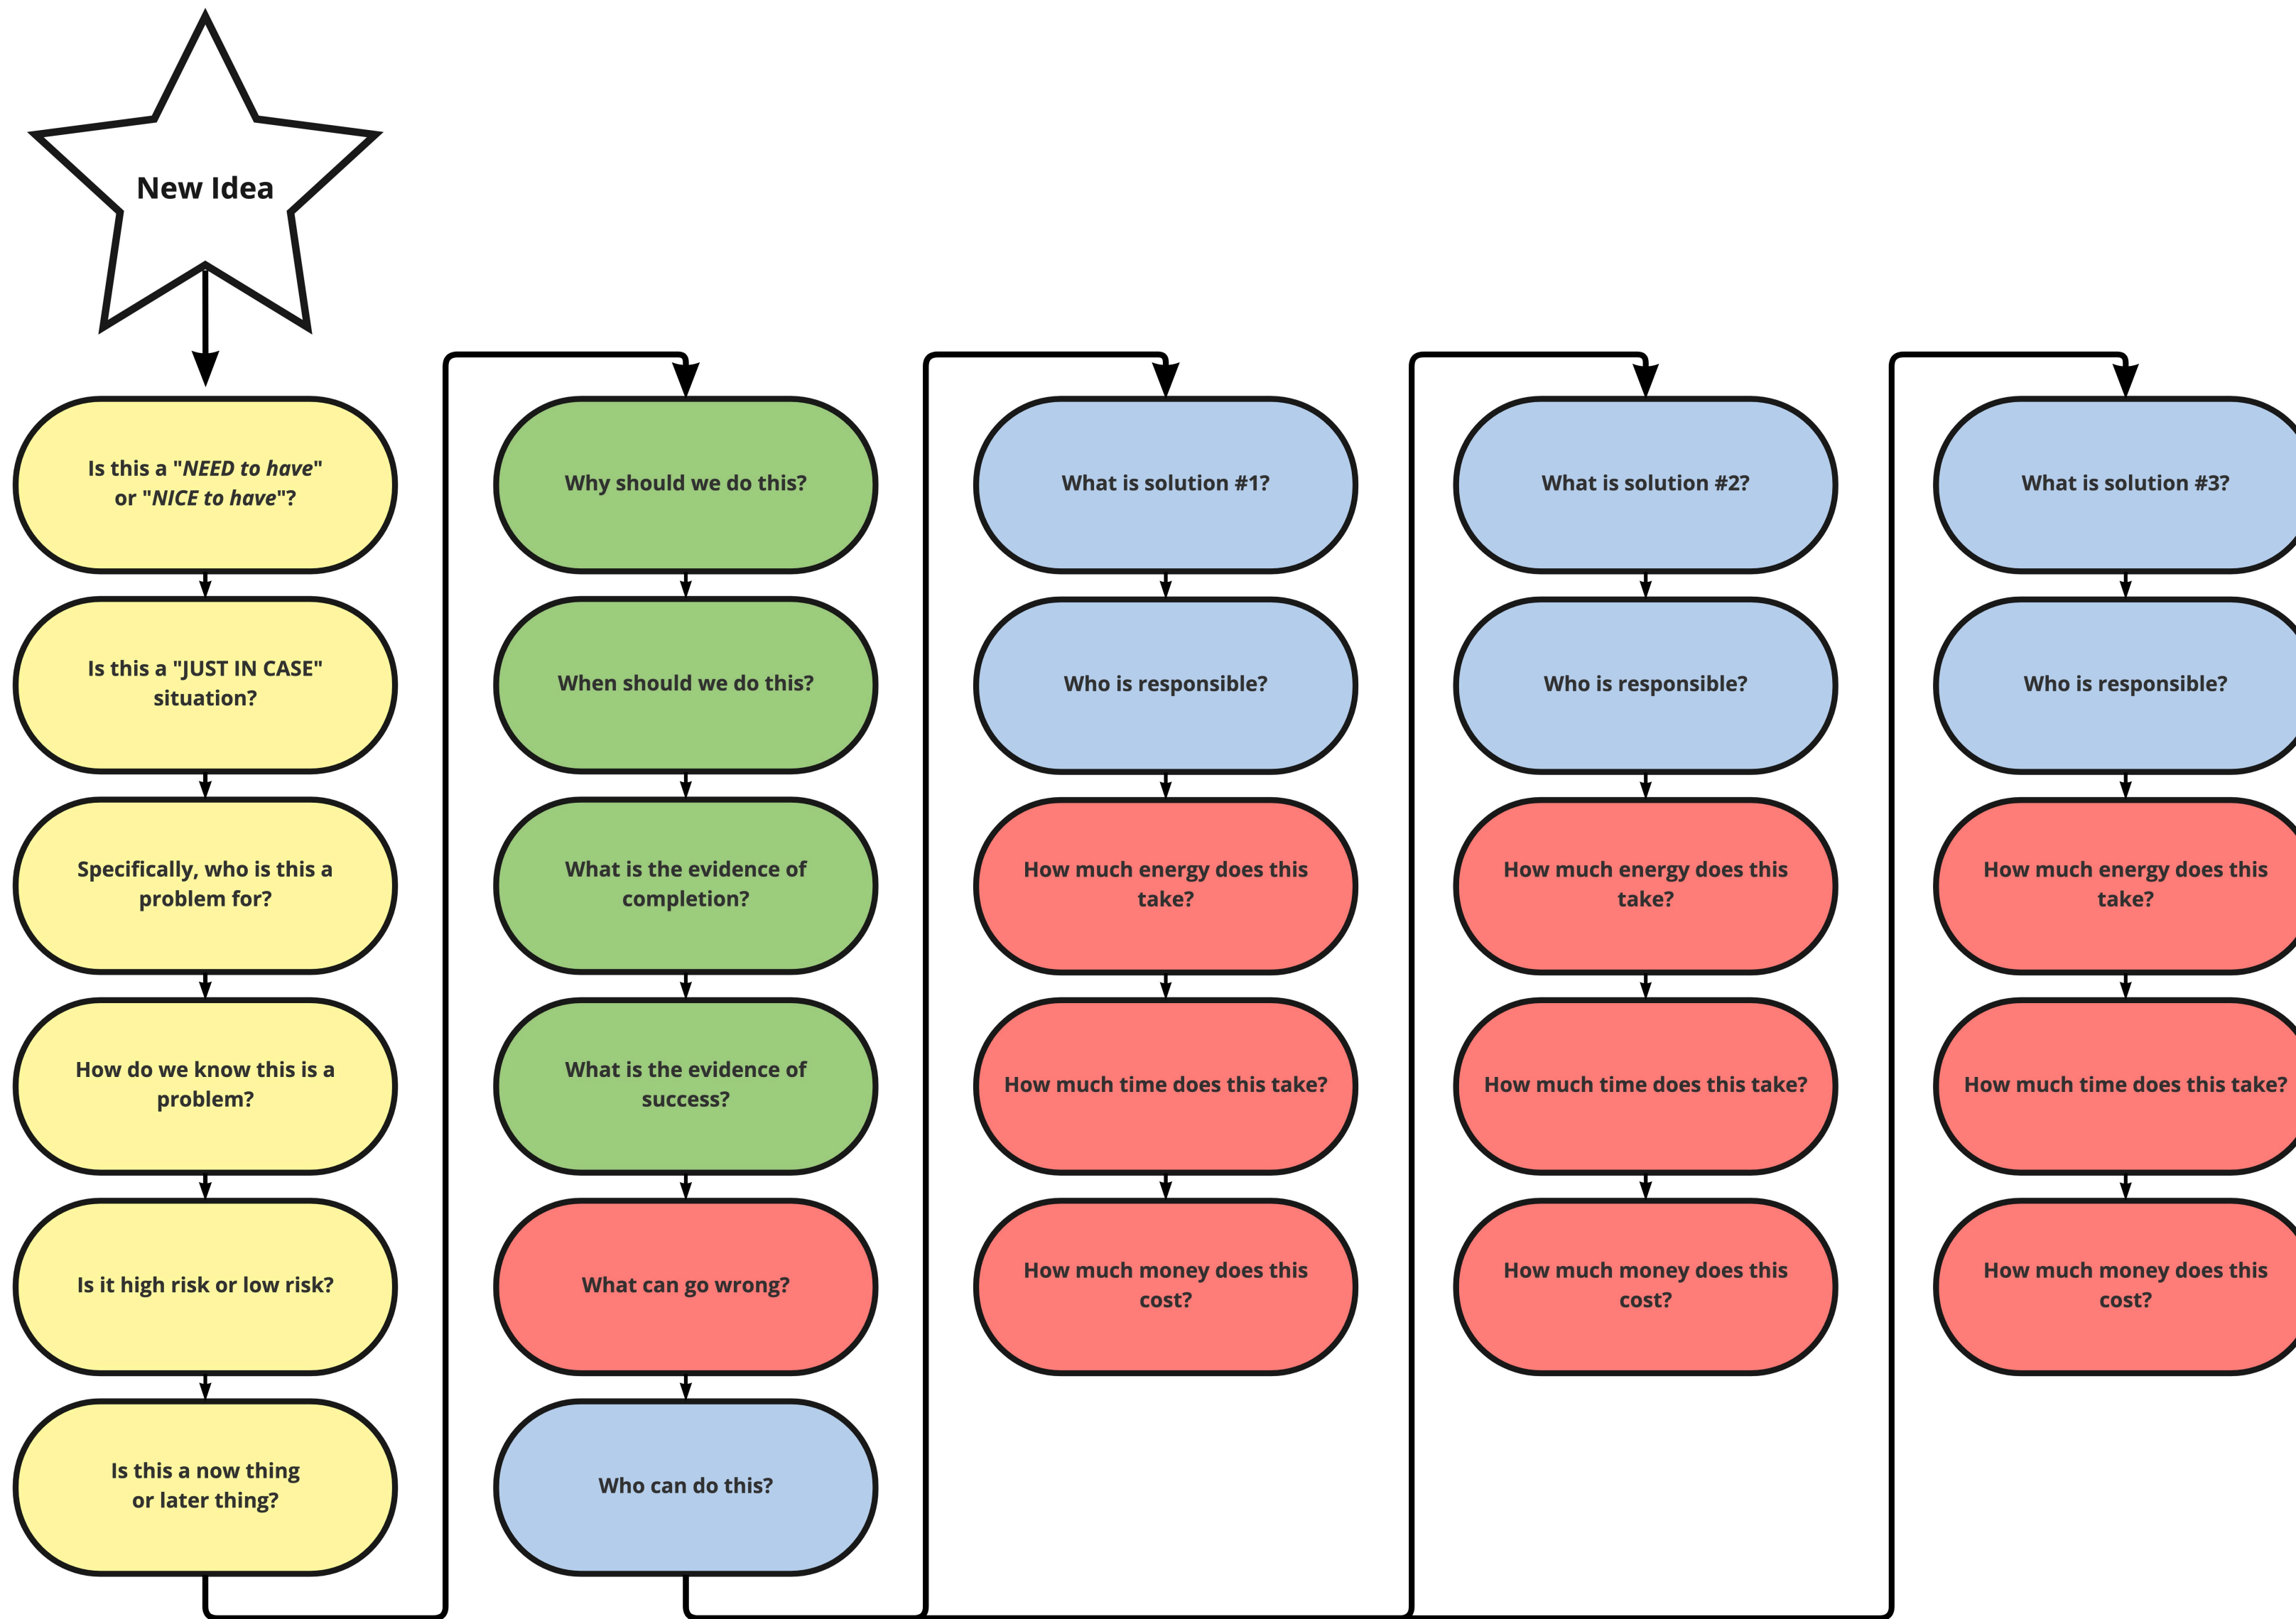 New Idea
Is this a "NEED to have"
or "NICE to have"?
Is this a "JUST IN CASE"
situation?
Specifically, who is this a
problem for?
How do we know this is a
problem?
Is it high risk or low risk?
Is this a now thing
or later thing?
Why should we do this?
When should we do this?
What is the evidence of
completion?
What is the evidence of
success?
What can go wrong?
Who can do this?
What is solution #1?
Who is responsible?
How much energy does this
take?
How much time does this take?
How much money does this
cost?
What is solution #2?
Who is responsible?
How much energy does this
take?
How much time does this take?
How much money does this
cost?
What is solution #3?
Who is responsible?
How much energy does this
take?
How much time does this take?
How much money does this
cost?